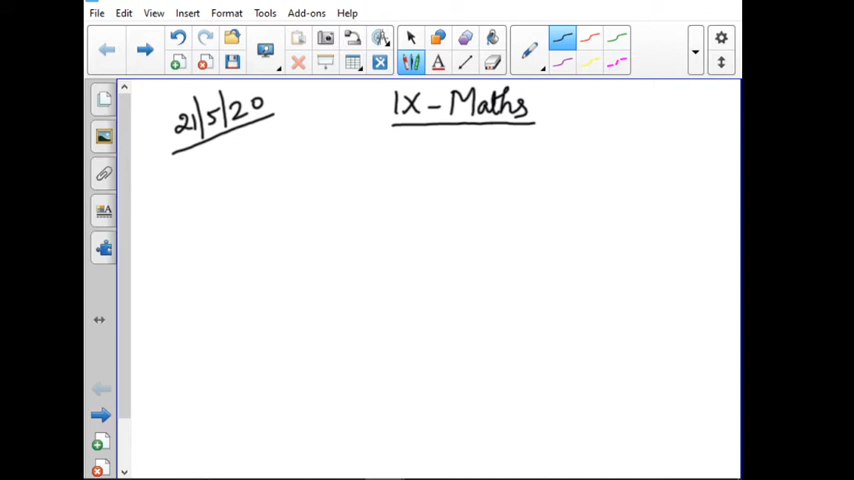 File Edit View Insert Format Tools Add-ons Help
21/5/20 IX - Maths